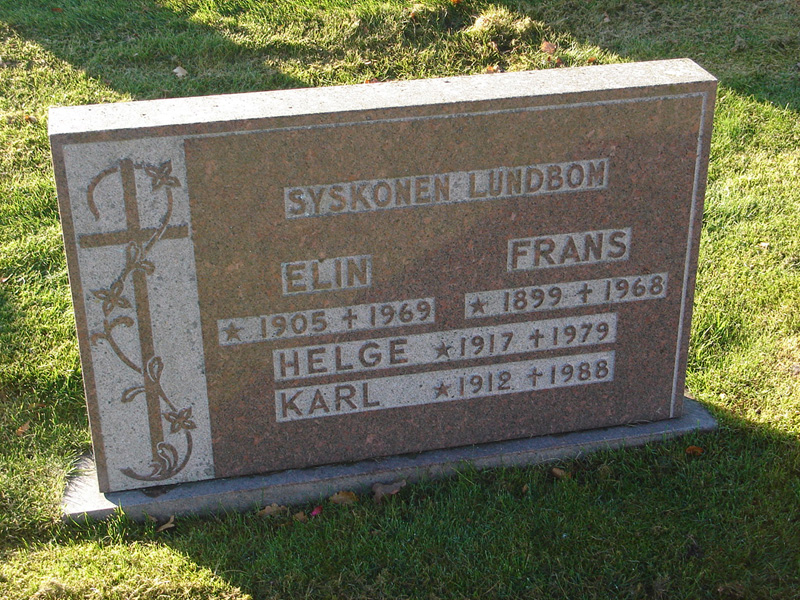 SYSKONEN LUNDBOM
ELIN FRANS
★ 1905 ✝ 1969 ★ 1899 ✝ 1968
HELGE ★ 1917 ✝ 1979
KARL ★ 1912 ✝ 1988